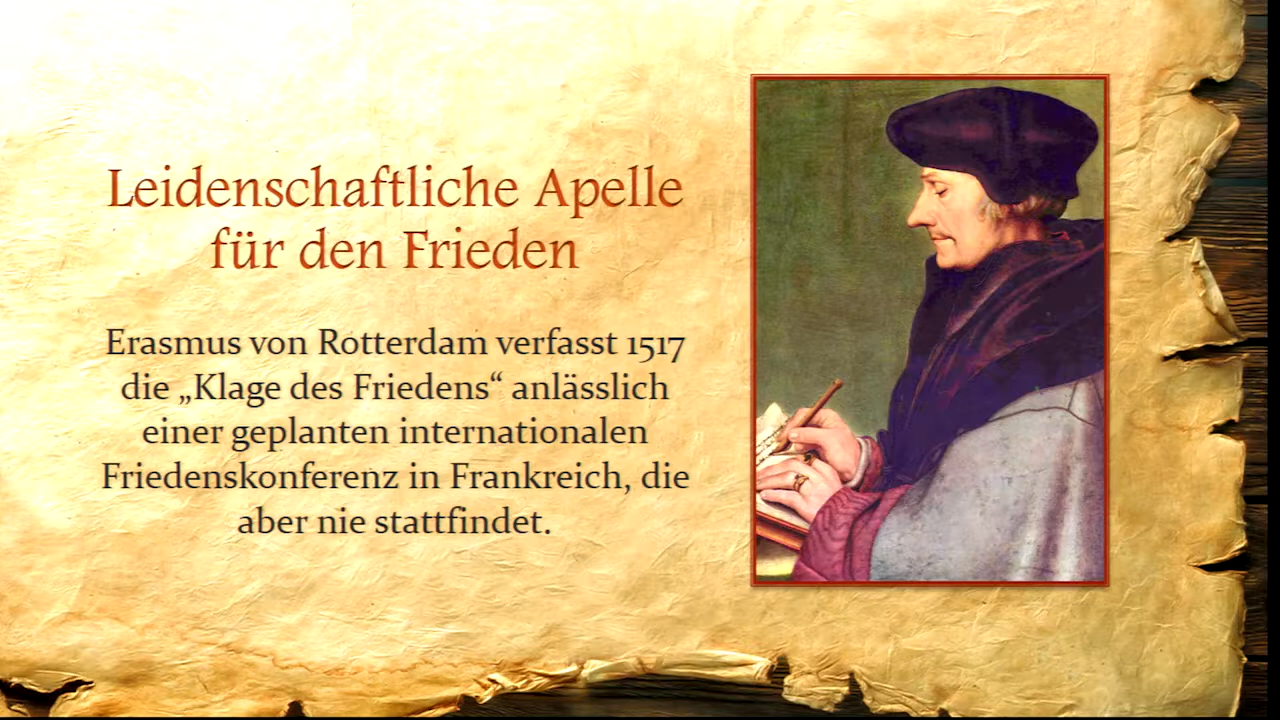 Leidenschaftliche Apelle
für den Frieden
Erasmus von Rotterdam verfasst 1517
die „Klage des Friedens“ anlässlich
einer geplanten internationalen
Friedenskonferenz in Frankreich, die
aber nie stattfindet.